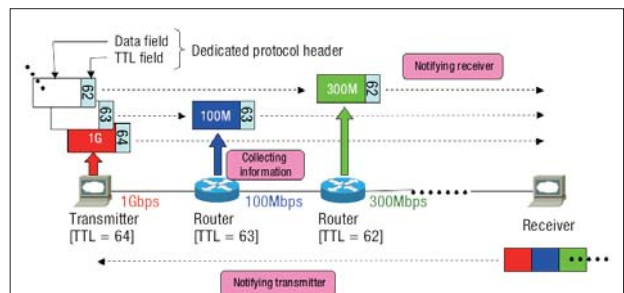 Data field
TTL field
Dedicated protocol header
Notifying receiver
62
300M
62
63
100M
63
1G
64
Collecting
information
1Gbps
100Mbps
300Mbps
Transmitter
[TTL = 64]
Router
[TTL = 63]
Router
[TTL = 62]
Receiver
Notifying transmitter